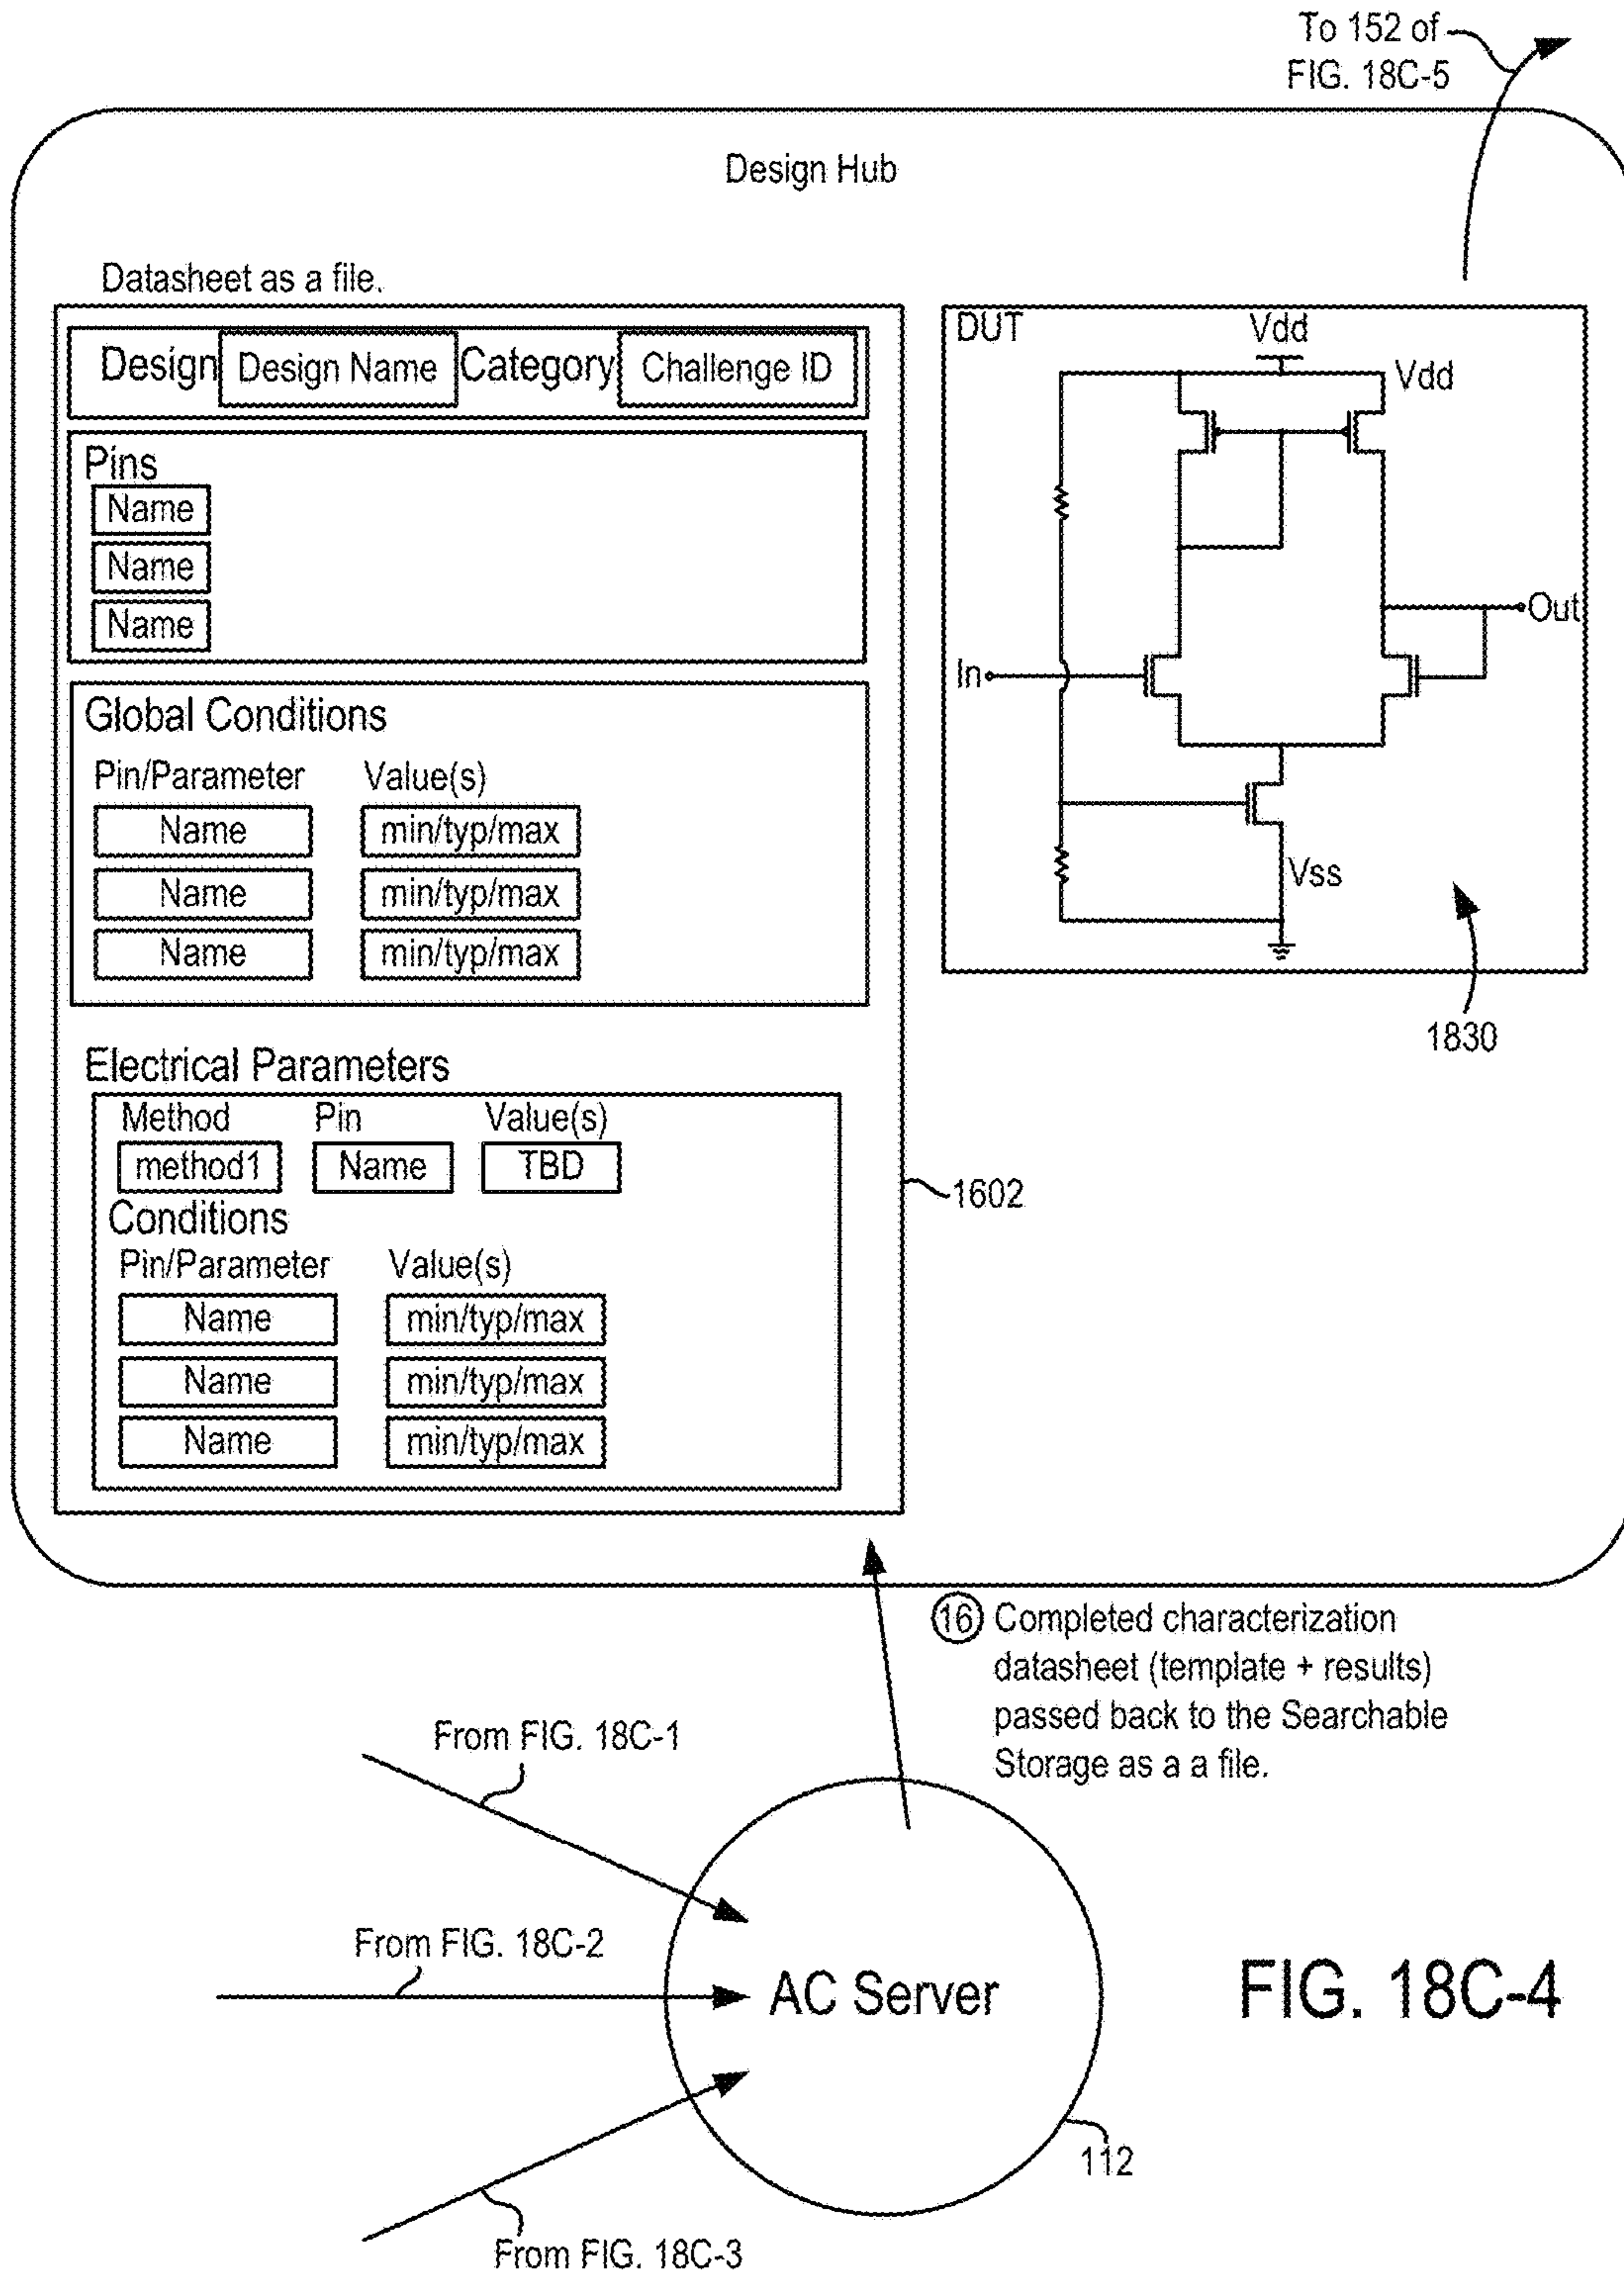 To 152 of
FIG. 18C-5
Design Hub
Datasheet as a file.
Design Design Name Category Challenge ID
Pins
Name
Name
Name
Global Conditions
Pin/Parameter Value(s)
Name min/typ/max
Name min/typ/max
Name min/typ/max
Electrical Parameters
Method Pin Value(s)
method1 Name TBD
Conditions
Pin/Parameter Value(s)
Name min/typ/max
Name min/typ/max
Name min/typ/max
1602
DUT
Vdd
Vdd
Out
In
Vss
1830
16 Completed characterization
datasheet (template + results)
passed back to the Searchable
Storage as a a file.
From FIG. 18C-1
From FIG. 18C-2
AC Server
From FIG. 18C-3
112
FIG. 18C-4